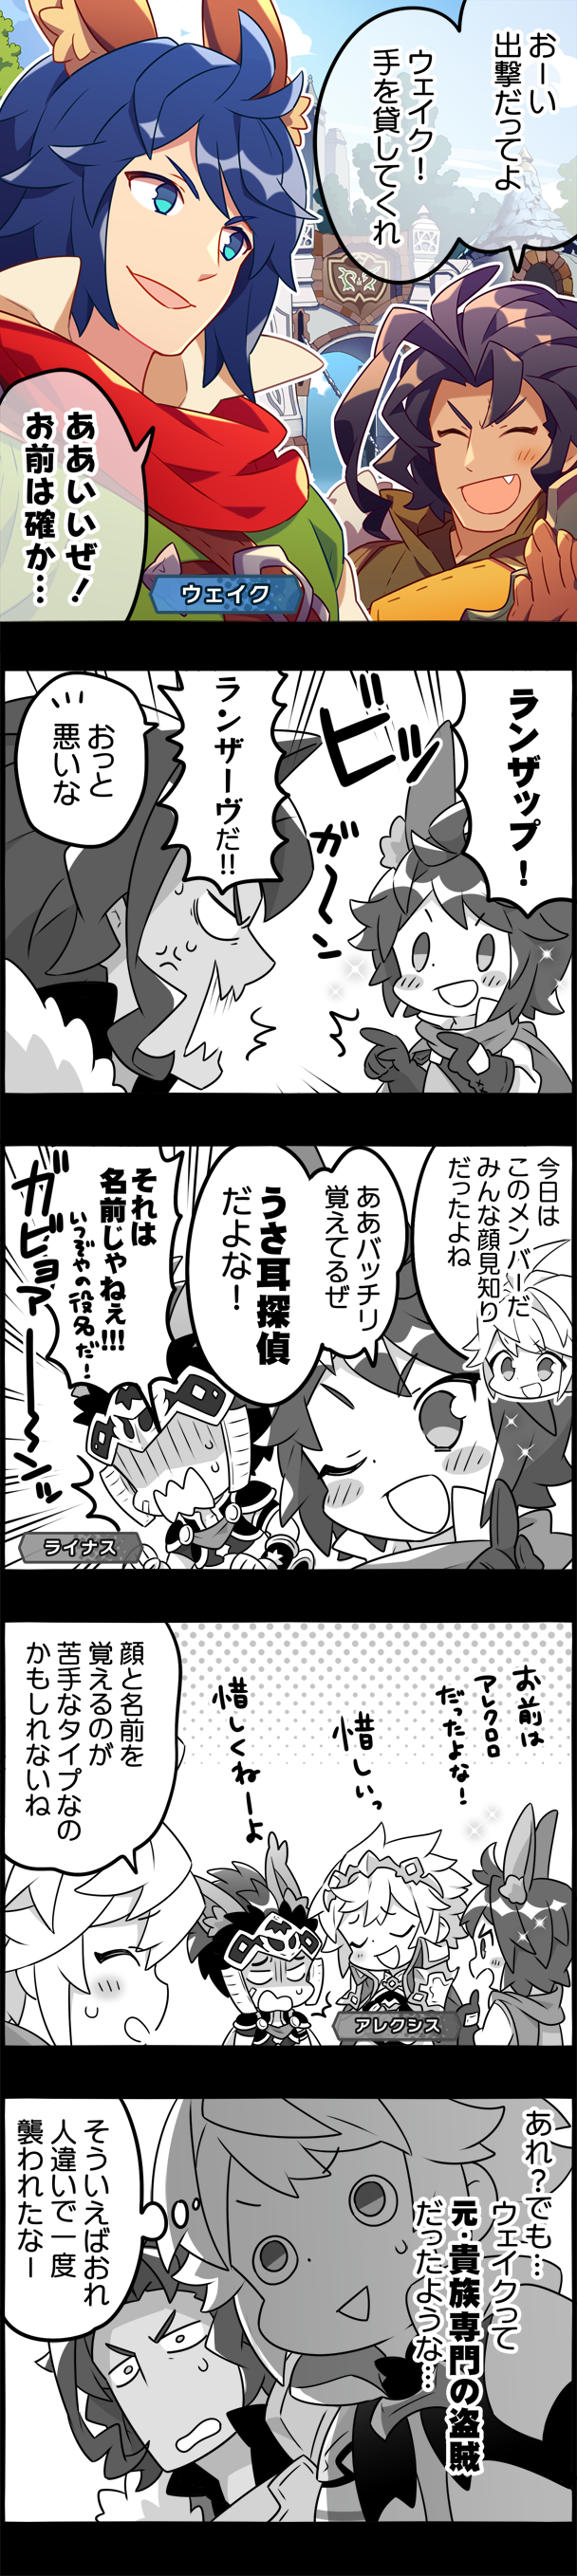 おーい
出撃だってよ
ウェイク！
手を貸してくれ
ああいいぜ！
お前は確か…
ウェイク
ランザップ！
ビッ
ガーン
ランザーヴだ!!
おっと
悪いな
今日は
このメンバーだ
みんな顔見知り
だったよね
ああバッチリ
覚えてるぜ
うさ耳探偵
だよな！
それは
名前じゃねぇ!!!
いつぞやの役名だ！
ガビョアーーンッ
ライナス
お前は
アレクロロ
だったよな！
惜しいっ
惜しくねーよ
アレクシス
顔と名前を
覚えるのが
苦手なタイプなの
かもしれないね
あれ？でも…
ウェイクって
元・貴族専門の盗賊
だったような…
そういえばおれ
人違いで一度
襲われたなー